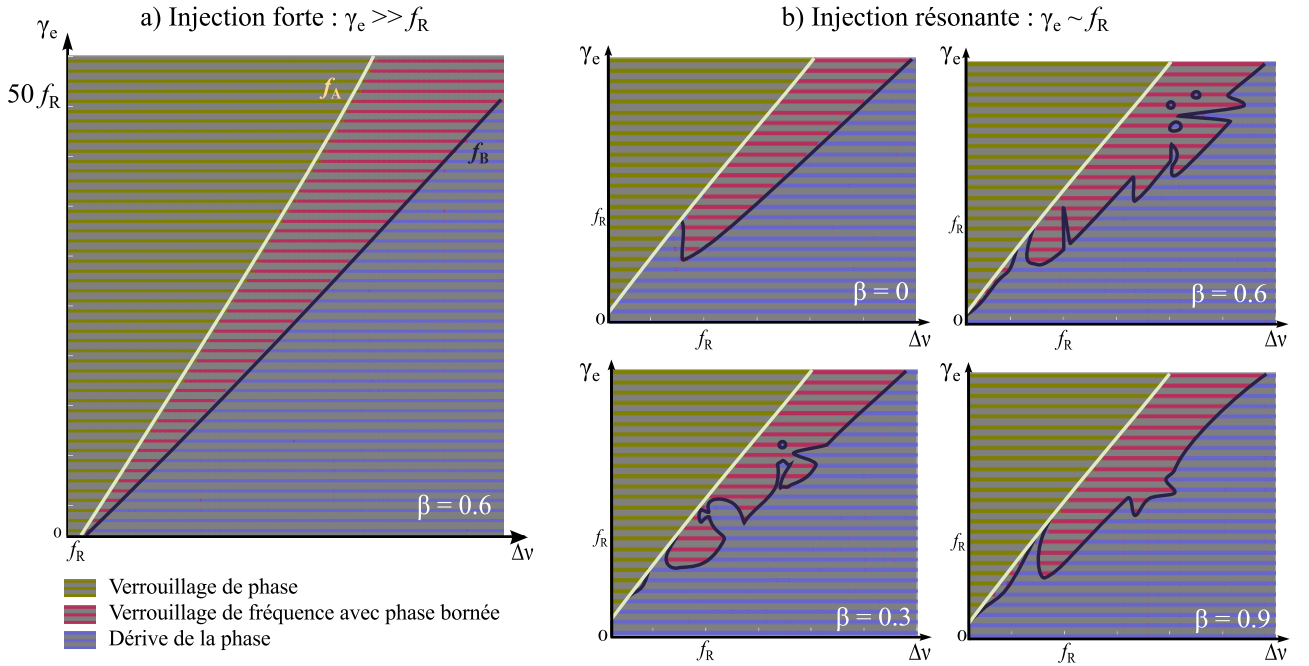 a) Injection forte : γe >> fR
γe
50 fR
fA
fB
β = 0.6
0
fR
Δν
Verrouillage de phase
Verrouillage de fréquence avec phase bornée
Dérive de la phase
b) Injection résonante : γe ~ fR
γe
fR
β = 0
0
fR
Δν
γe
fR
β = 0.6
0
fR
Δν
γe
fR
β = 0.3
0
fR
Δν
γe
fR
β = 0.9
0
fR
Δν